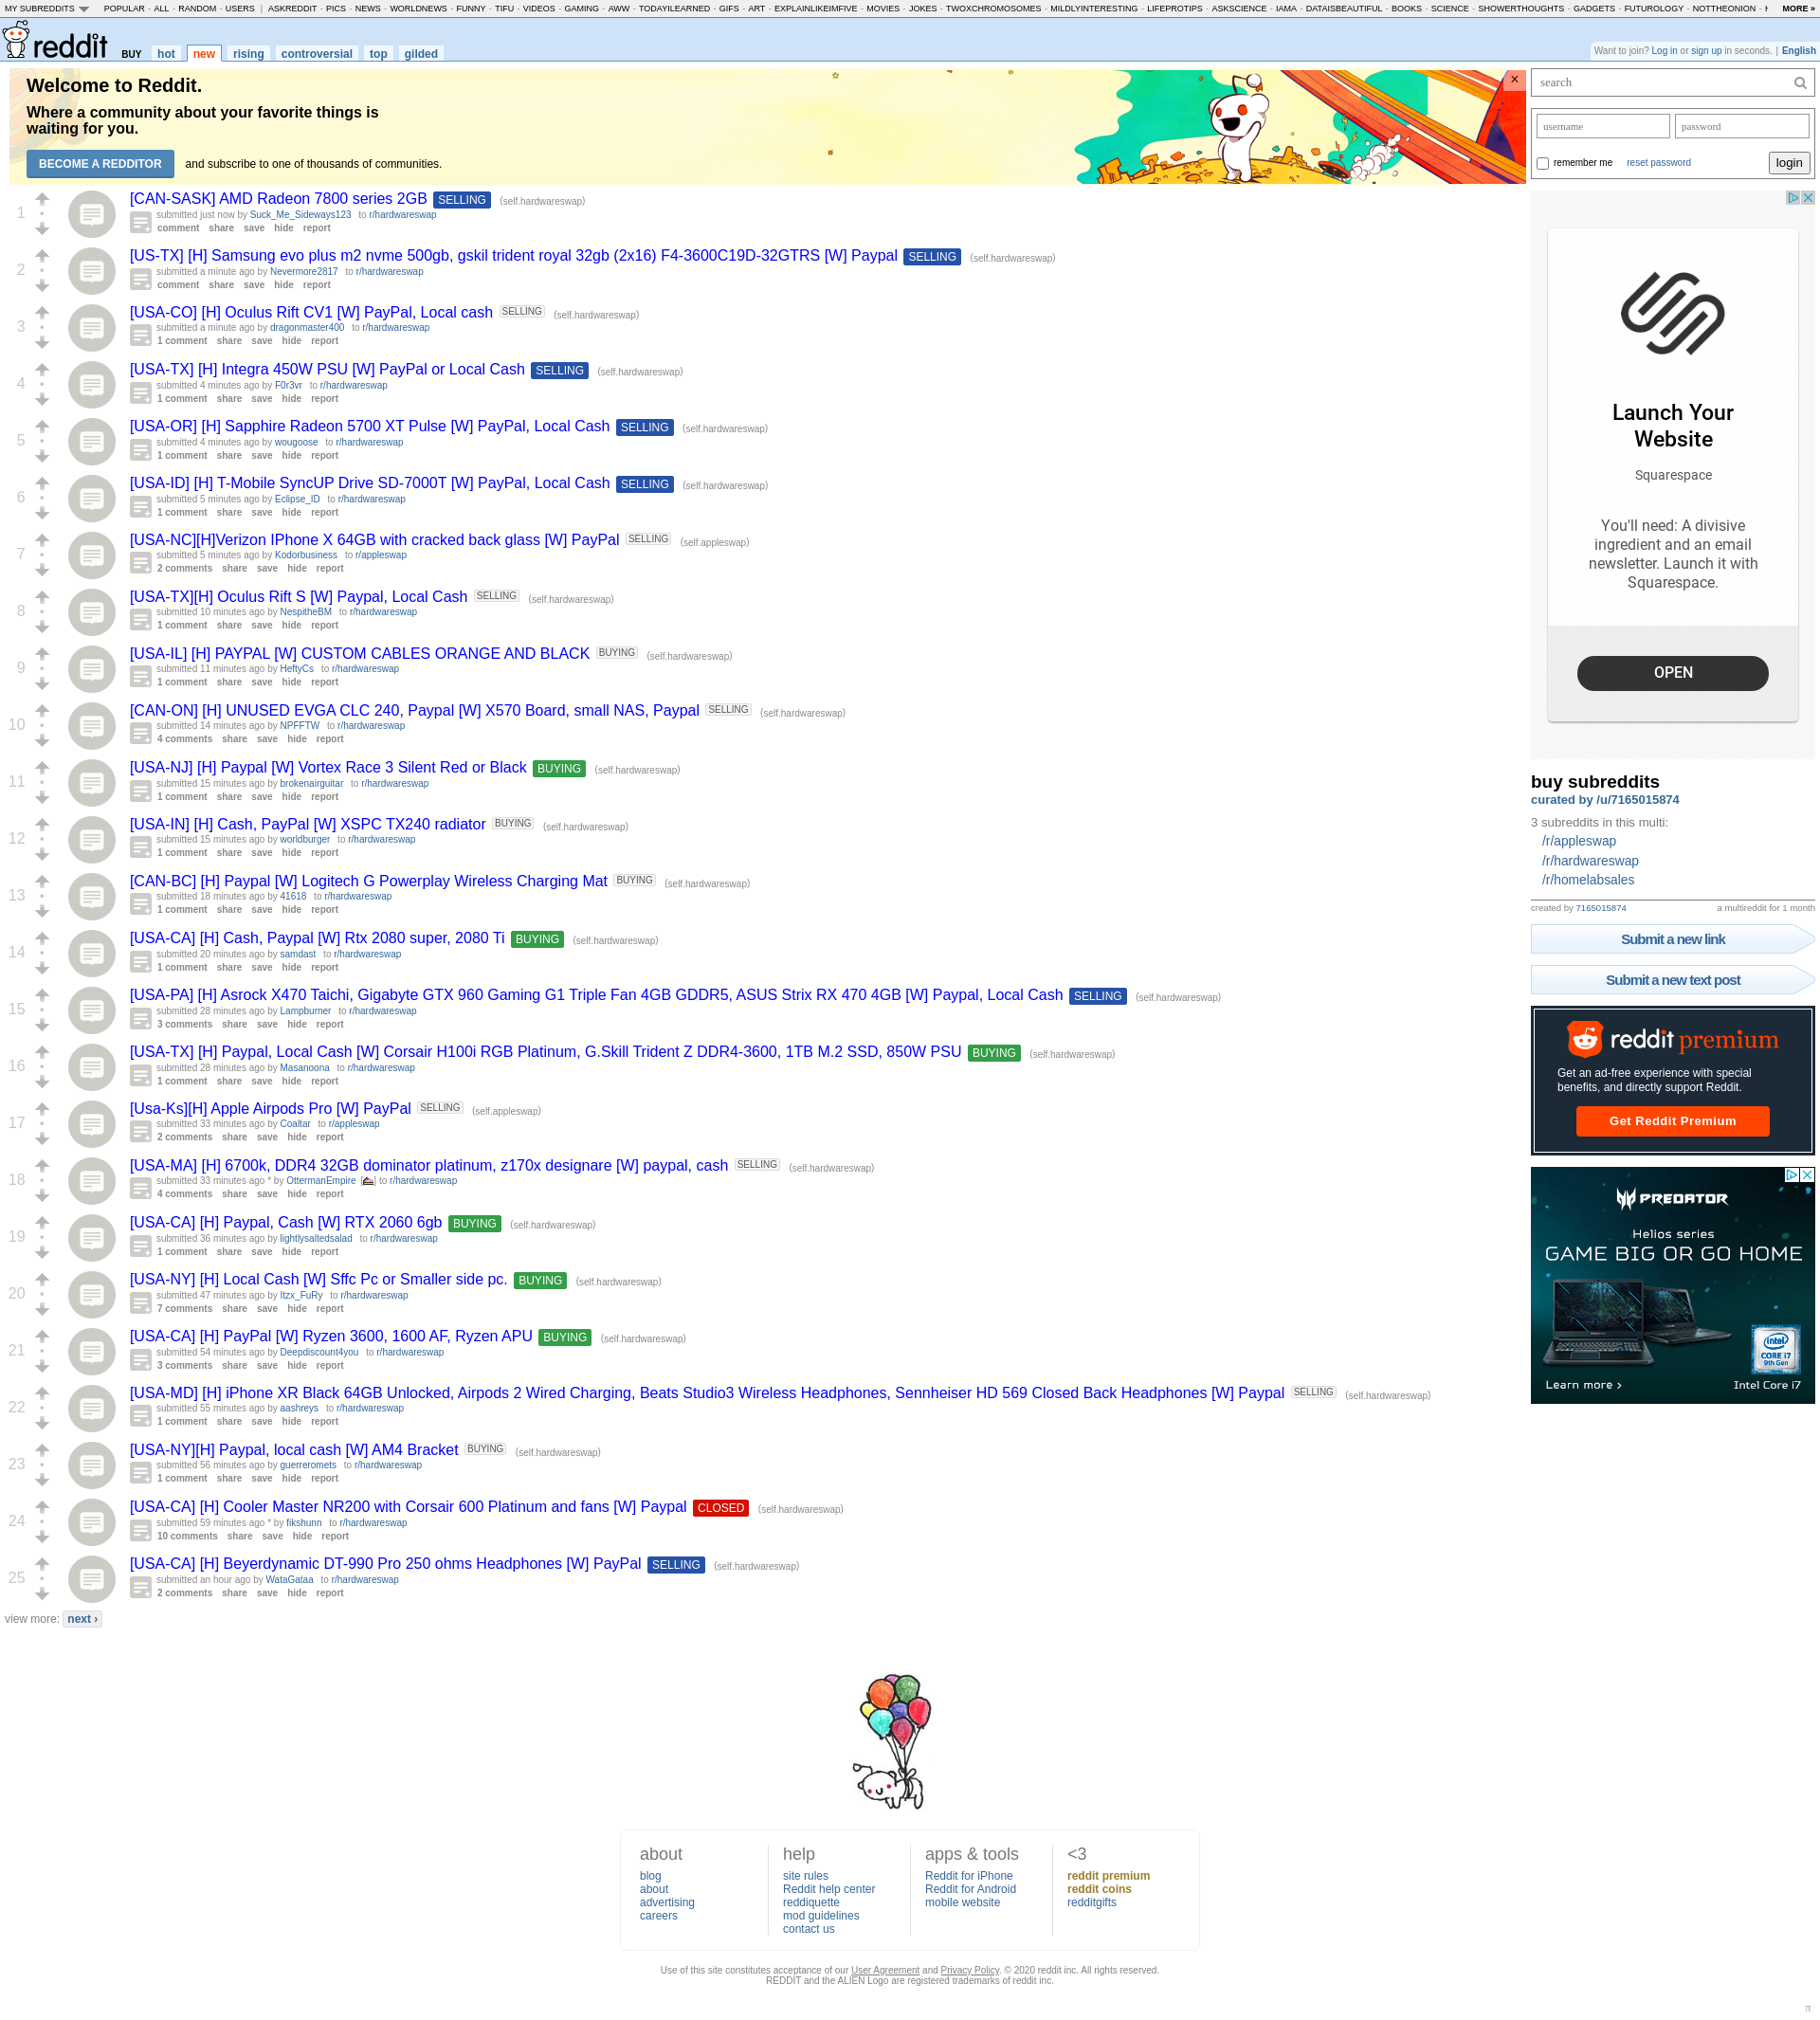 MY SUBREDDITS POPULAR - ALL - RANDOM - USERS | ASKREDDIT - PICS - NEWS - WORLDNEWS - FUNNY - TIFU - VIDEOS - GAMING - AWW - TODAYILEARNED - GIFS - ART - EXPLAINLIKEIMFIVE - MOVIES - JOKES - TWOXCHROMOSOMES - MILDLYINTERESTING - LIFEPROTIPS - ASKSCIENCE - IAMA - DATAISBEAUTIFUL - BOOKS - SCIENCE - SHOWERTHOUGHTS - GADGETS - FUTUROLOGY - NOTTHEONION - MORE »
reddit BUY hot new rising controversial top gilded
Want to join? Log in or sign up in seconds. | English
Welcome to Reddit.
Where a community about your favorite things is
waiting for you.
BECOME A REDDITOR and subscribe to one of thousands of communities.
×
1
[CAN-SASK] AMD Radeon 7800 series 2GB SELLING (self.hardwareswap)
submitted just now by Suck_Me_Sideways123 to r/hardwareswap
comment share save hide report
2
[US-TX] [H] Samsung evo plus m2 nvme 500gb, gskil trident royal 32gb (2x16) F4-3600C19D-32GTRS [W] Paypal SELLING (self.hardwareswap)
submitted a minute ago by Nevermore2817 to r/hardwareswap
comment share save hide report
3
[USA-CO] [H] Oculus Rift CV1 [W] PayPal, Local cash SELLING (self.hardwareswap)
submitted a minute ago by dragonmaster400 to r/hardwareswap
1 comment share save hide report
4
[USA-TX] [H] Integra 450W PSU [W] PayPal or Local Cash SELLING (self.hardwareswap)
submitted 4 minutes ago by F0r3vr to r/hardwareswap
1 comment share save hide report
5
[USA-OR] [H] Sapphire Radeon 5700 XT Pulse [W] PayPal, Local Cash SELLING (self.hardwareswap)
submitted 4 minutes ago by wougoose to r/hardwareswap
1 comment share save hide report
6
[USA-ID] [H] T-Mobile SyncUP Drive SD-7000T [W] PayPal, Local Cash SELLING (self.hardwareswap)
submitted 5 minutes ago by Eclipse_ID to r/hardwareswap
1 comment share save hide report
7
[USA-NC][H]Verizon IPhone X 64GB with cracked back glass [W] PayPal SELLING (self.appleswap)
submitted 5 minutes ago by Kodorbusiness to r/appleswap
2 comments share save hide report
8
[USA-TX][H] Oculus Rift S [W] Paypal, Local Cash SELLING (self.hardwareswap)
submitted 10 minutes ago by NespitheBM to r/hardwareswap
1 comment share save hide report
9
[USA-IL] [H] PAYPAL [W] CUSTOM CABLES ORANGE AND BLACK BUYING (self.hardwareswap)
submitted 11 minutes ago by HeftyCs to r/hardwareswap
1 comment share save hide report
10
[CAN-ON] [H] UNUSED EVGA CLC 240, Paypal [W] X570 Board, small NAS, Paypal SELLING (self.hardwareswap)
submitted 14 minutes ago by NPFFTW to r/hardwareswap
4 comments share save hide report
11
[USA-NJ] [H] Paypal [W] Vortex Race 3 Silent Red or Black BUYING (self.hardwareswap)
submitted 15 minutes ago by brokenairguitar to r/hardwareswap
1 comment share save hide report
12
[USA-IN] [H] Cash, PayPal [W] XSPC TX240 radiator BUYING (self.hardwareswap)
submitted 15 minutes ago by worldburger to r/hardwareswap
1 comment share save hide report
13
[CAN-BC] [H] Paypal [W] Logitech G Powerplay Wireless Charging Mat BUYING (self.hardwareswap)
submitted 18 minutes ago by 41618 to r/hardwareswap
1 comment share save hide report
14
[USA-CA] [H] Cash, Paypal [W] Rtx 2080 super, 2080 Ti BUYING (self.hardwareswap)
submitted 20 minutes ago by samdast to r/hardwareswap
1 comment share save hide report
15
[USA-PA] [H] Asrock X470 Taichi, Gigabyte GTX 960 Gaming G1 Triple Fan 4GB GDDR5, ASUS Strix RX 470 4GB [W] Paypal, Local Cash SELLING (self.hardwareswap)
submitted 28 minutes ago by Lampburner to r/hardwareswap
3 comments share save hide report
16
[USA-TX] [H] Paypal, Local Cash [W] Corsair H100i RGB Platinum, G.Skill Trident Z DDR4-3600, 1TB M.2 SSD, 850W PSU BUYING (self.hardwareswap)
submitted 28 minutes ago by Masanoona to r/hardwareswap
1 comment share save hide report
17
[Usa-Ks][H] Apple Airpods Pro [W] PayPal SELLING (self.appleswap)
submitted 33 minutes ago by Coaltar to r/appleswap
2 comments share save hide report
18
[USA-MA] [H] 6700k, DDR4 32GB dominator platinum, z170x designare [W] paypal, cash SELLING (self.hardwareswap)
submitted 33 minutes ago * by OttermanEmpire [] to r/hardwareswap
4 comments share save hide report
19
[USA-CA] [H] Paypal, Cash [W] RTX 2060 6gb BUYING (self.hardwareswap)
submitted 36 minutes ago by lightlysaltedsalad to r/hardwareswap
1 comment share save hide report
20
[USA-NY] [H] Local Cash [W] Sffc Pc or Smaller side pc. BUYING (self.hardwareswap)
submitted 47 minutes ago by Itzx_FuRy to r/hardwareswap
7 comments share save hide report
21
[USA-CA] [H] PayPal [W] Ryzen 3600, 1600 AF, Ryzen APU BUYING (self.hardwareswap)
submitted 54 minutes ago by Deepdiscount4you to r/hardwareswap
3 comments share save hide report
22
[USA-MD] [H] iPhone XR Black 64GB Unlocked, Airpods 2 Wired Charging, Beats Studio3 Wireless Headphones, Sennheiser HD 569 Closed Back Headphones [W] Paypal SELLING (self.hardwareswap)
submitted 55 minutes ago by aashreys to r/hardwareswap
1 comment share save hide report
23
[USA-NY][H] Paypal, local cash [W] AM4 Bracket BUYING (self.hardwareswap)
submitted 56 minutes ago by guerreromets to r/hardwareswap
1 comment share save hide report
24
[USA-CA] [H] Cooler Master NR200 with Corsair 600 Platinum and fans [W] Paypal CLOSED (self.hardwareswap)
submitted 59 minutes ago * by fikshunn to r/hardwareswap
10 comments share save hide report
25
[USA-CA] [H] Beyerdynamic DT-990 Pro 250 ohms Headphones [W] PayPal SELLING (self.hardwareswap)
submitted an hour ago by WataGataa to r/hardwareswap
2 comments share save hide report
view more: next ›
search
username password
remember me reset password login
Launch Your
Website
Squarespace
You'll need: A divisive
ingredient and an email
newsletter. Launch it with
Squarespace.
OPEN
buy subreddits
curated by /u/7165015874
3 subreddits in this multi:
/r/appleswap
/r/hardwareswap
/r/homelabsales
created by 7165015874 a multireddit for 1 month
Submit a new link
Submit a new text post
reddit premium
Get an ad-free experience with special
benefits, and directly support Reddit.
Get Reddit Premium
PREDATOR
Helios series
GAME BIG OR GO HOME
intel
CORE i7
9th Gen
Learn more > Intel Core i7
about
blog
about
advertising
careers
help
site rules
Reddit help center
reddiquette
mod guidelines
contact us
apps & tools
Reddit for iPhone
Reddit for Android
mobile website
<3
reddit premium
reddit coins
redditgifts
Use of this site constitutes acceptance of our User Agreement and Privacy Policy. © 2020 reddit inc. All rights reserved.
REDDIT and the ALIEN Logo are registered trademarks of reddit inc.
π